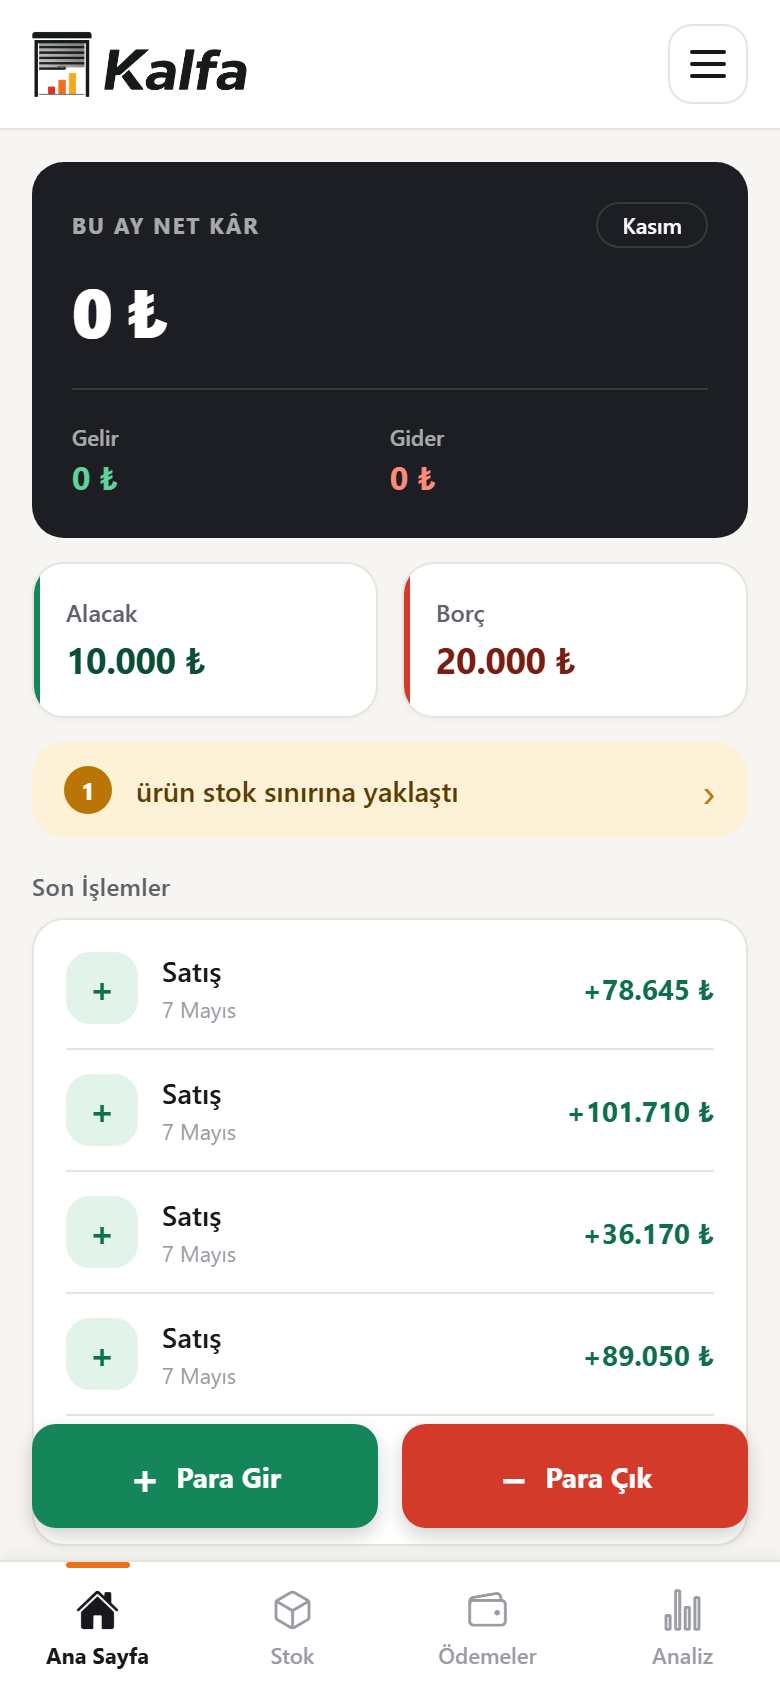 Kalfa
BU AY NET KÂR
Kasım
0 ₺
Gelir
Gider
0 ₺
0 ₺
Alacak
Borç
10.000 ₺
20.000 ₺
1
ürün stok sınırına yaklaştı
›
Son İşlemler
+
Satış
7 Mayıs
+78.645 ₺
+
Satış
7 Mayıs
+101.710 ₺
+
Satış
7 Mayıs
+36.170 ₺
+
Satış
7 Mayıs
+89.050 ₺
+ Para Gir
− Para Çık
Ana Sayfa
Stok
Ödemeler
Analiz